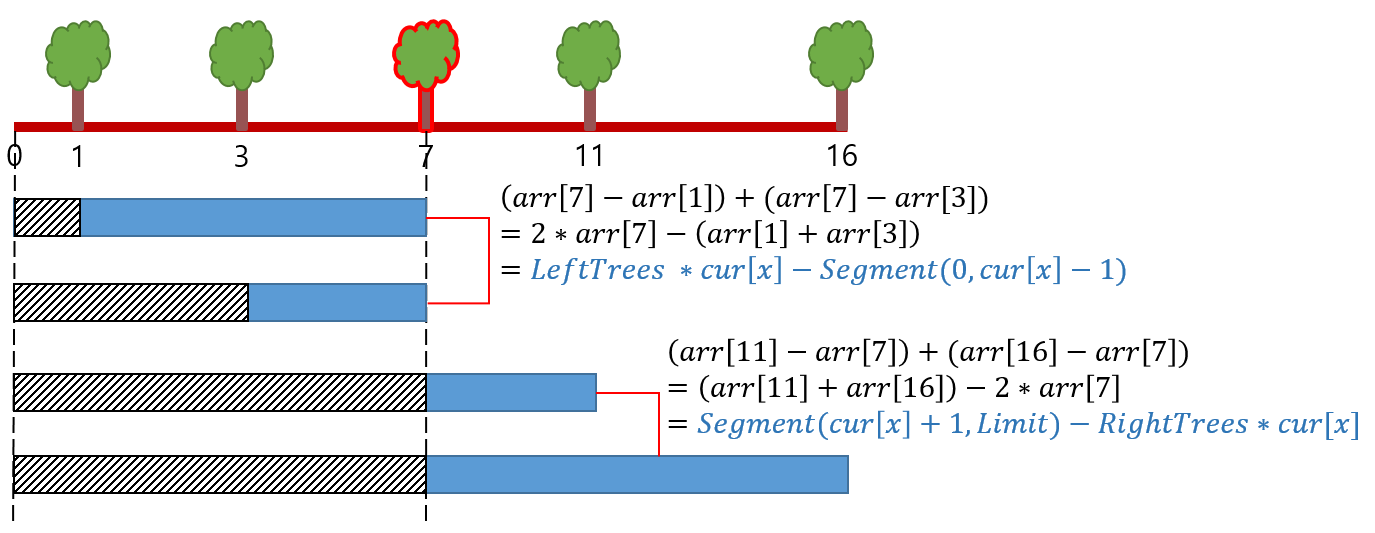 0 1 3 7 11 16
(arr[7] − arr[1]) + (arr[7] − arr[3])
= 2 ∗ arr[7] − (arr[1] + arr[3])
= LeftTrees ∗ cur[x] − Segment(0, cur[x] − 1)
(arr[11] − arr[7]) + (arr[16] − arr[7])
= (arr[11] + arr[16]) − 2 ∗ arr[7]
= Segment(cur[x] + 1, Limit) − RightTrees ∗ cur[x]